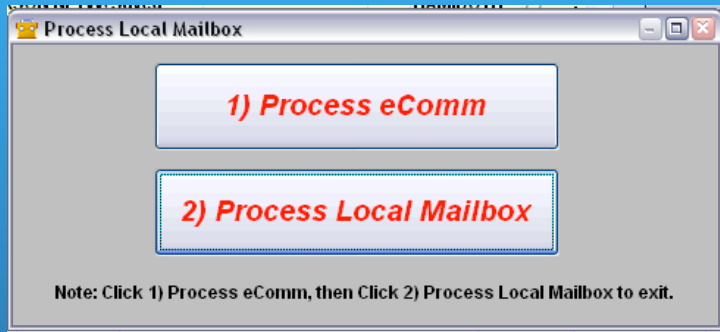 Process Local Mailbox
1) Process eComm
2) Process Local Mailbox
Note: Click 1) Process eComm, then Click 2) Process Local Mailbox to exit.